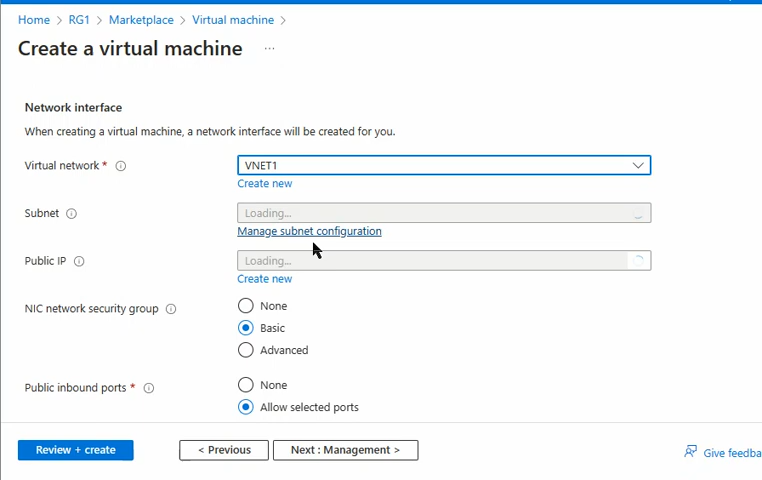 Home > RG1 > Marketplace > Virtual machine >
Create a virtual machine ...
Network interface
When creating a virtual machine, a network interface will be created for you.
Virtual network * VNET1
Create new
Subnet Loading...
Manage subnet configuration
Public IP Loading...
Create new
NIC network security group None
Basic
Advanced
Public inbound ports * None
Allow selected ports
Review + create < Previous Next : Management > Give feedba